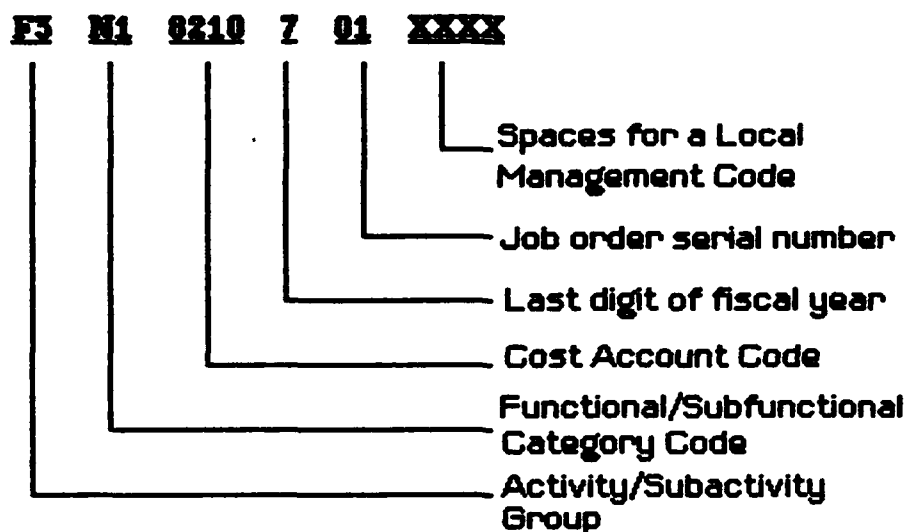 F3 N1 8210 7 01 XXXX
Spaces for a Local
Management Code
Job order serial number
Last digit of fiscal year
Cost Account Code
Functional/Subfunctional
Category Code
Activity/Subactivity
Group